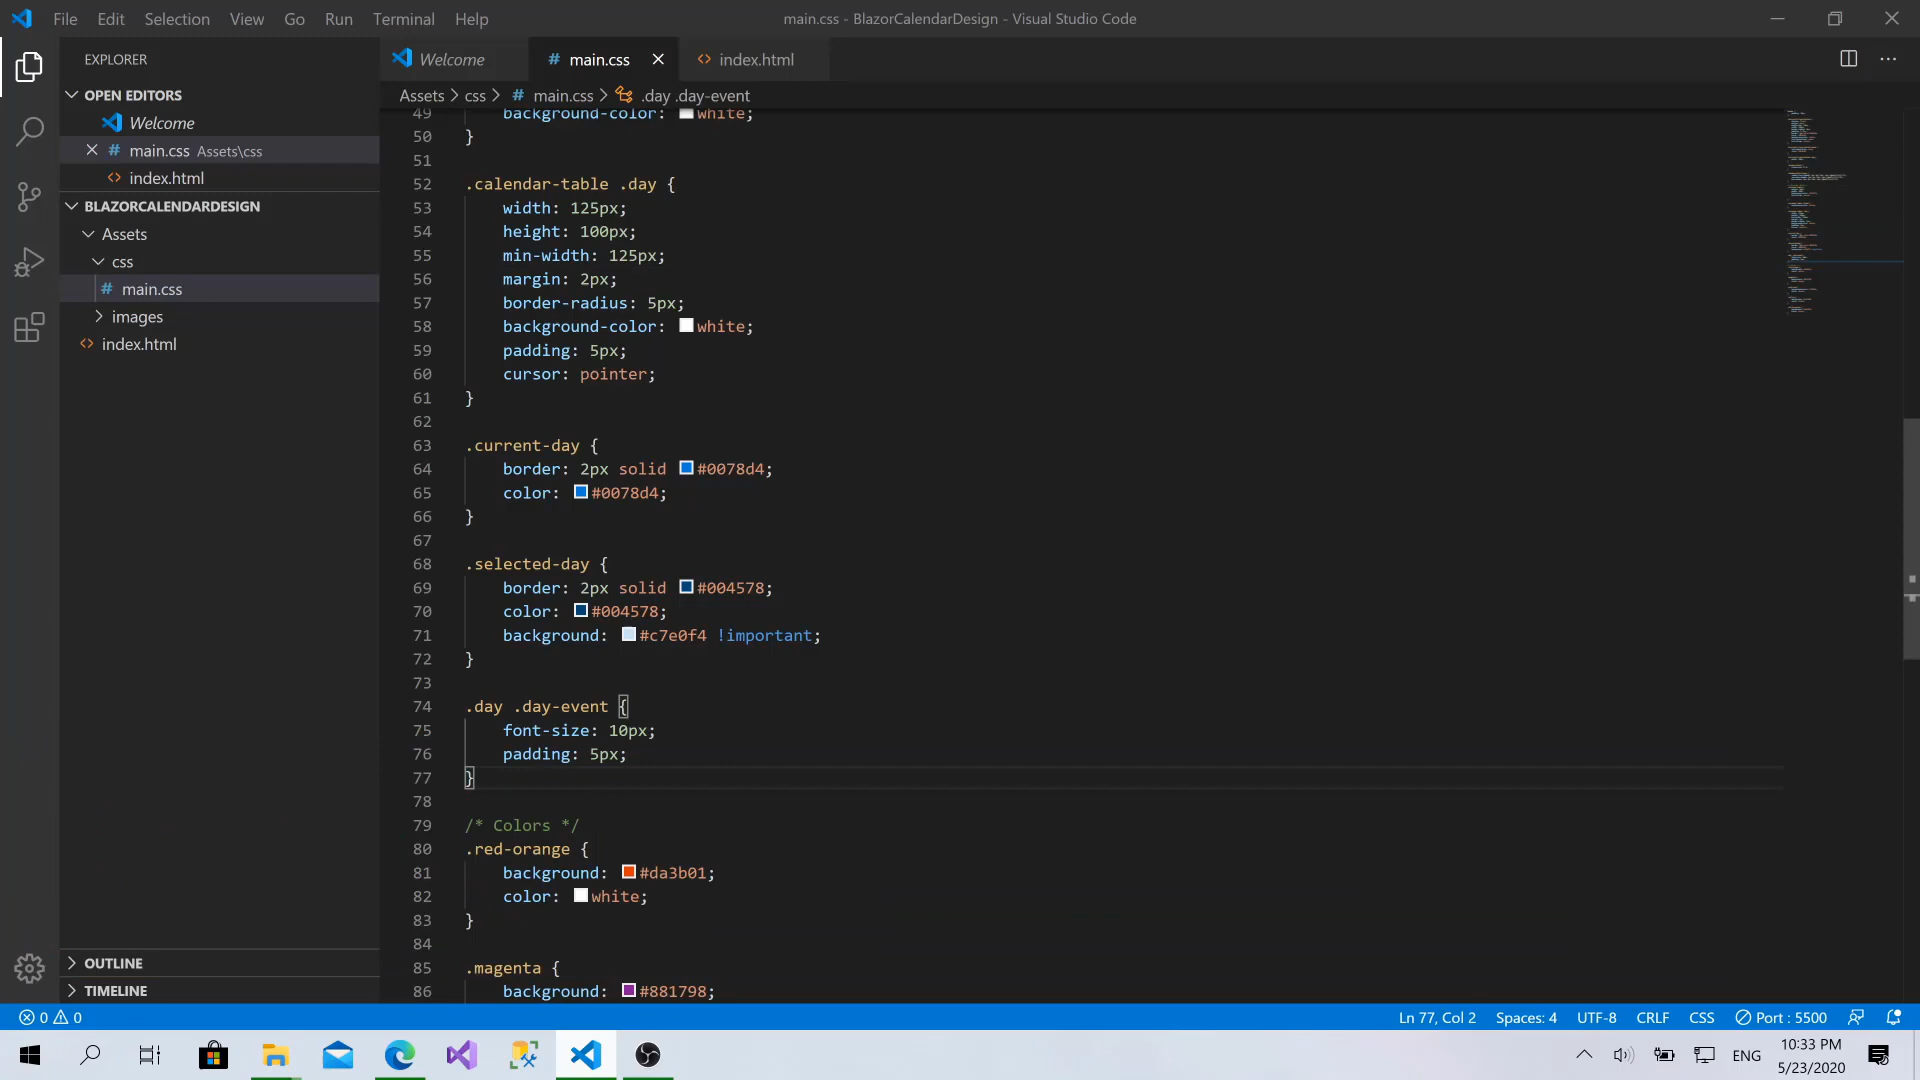 File Edit Selection View Go Run Terminal Help
main.css - BlazorCalendarDesign - Visual Studio Code
EXPLORER
OPEN EDITORS
Welcome
main.css Assets\css
index.html
BLAZORCALENDARDESIGN
Assets
css
main.css
images
index.html
OUTLINE
TIMELINE
Welcome
# main.css
index.html
Assets > css > # main.css > .day .day-event
49 background-color: white;
50 }
51
52 .calendar-table .day {
53 width: 125px;
54 height: 100px;
55 min-width: 125px;
56 margin: 2px;
57 border-radius: 5px;
58 background-color: white;
59 padding: 5px;
60 cursor: pointer;
61 }
62
63 .current-day {
64 border: 2px solid #0078d4;
65 color: #0078d4;
66 }
67
68 .selected-day {
69 border: 2px solid #004578;
70 color: #004578;
71 background: #c7e0f4 !important;
72 }
73
74 .day .day-event {
75 font-size: 10px;
76 padding: 5px;
77 }
78
79 /* Colors */
80 .red-orange {
81 background: #da3b01;
82 color: white;
83 }
84
85 .magenta {
86 background: #881798;
0 0
Ln 77, Col 2 Spaces: 4 UTF-8 CRLF CSS Port : 5500
ENG
10:33 PM
5/23/2020